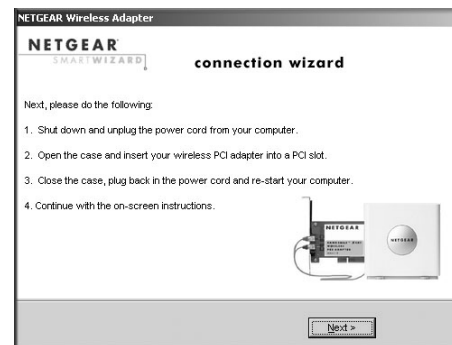 NETGEAR Wireless Adapter
NETGEAR
SMARTWIZARD
connection wizard
Next, please do the following:
1. Shut down and unplug the power cord from your computer.
2. Open the case and insert your wireless PCI adapter into a PCI slot.
3. Close the case, plug back in the power cord and re-start your computer.
4. Continue with the on-screen instructions.
NETGEAR
NETGEAR
Next >